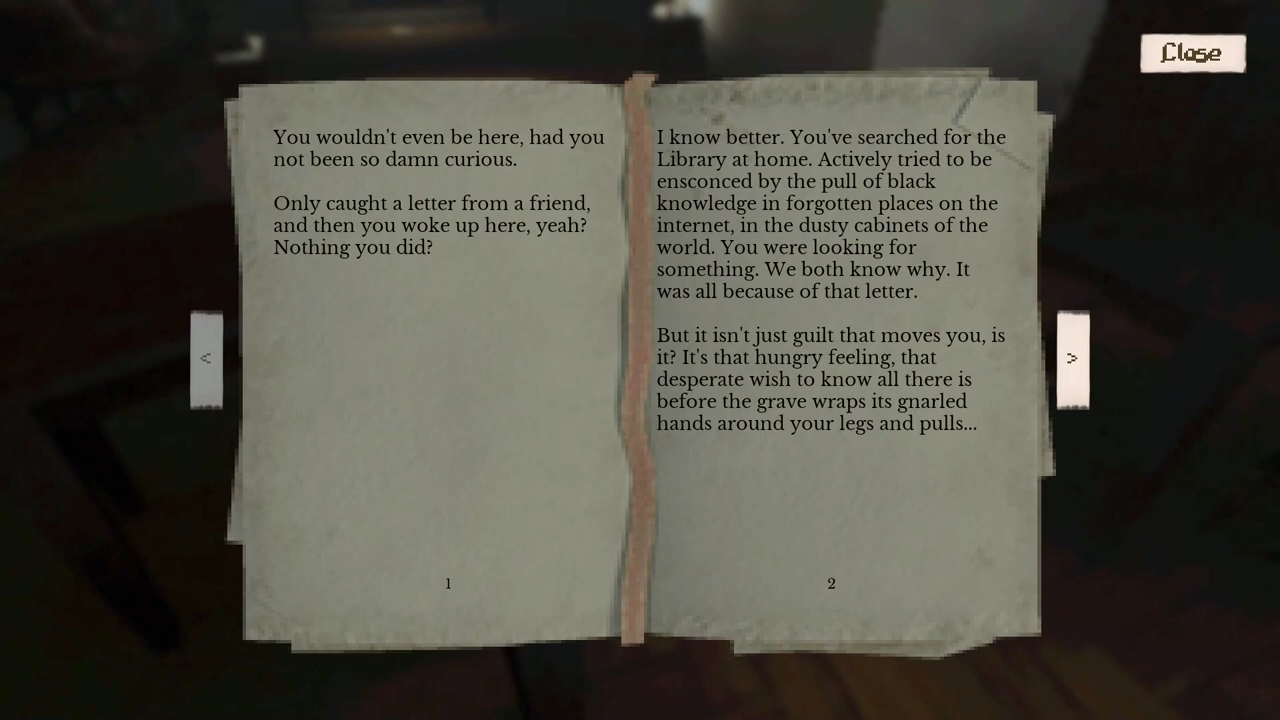 Close
You wouldn't even be here, had you
not been so damn curious.
Only caught a letter from a friend,
and then you woke up here, yeah?
Nothing you did?
1
I know better. You've searched for the
Library at home. Actively tried to be
ensconced by the pull of black
knowledge in forgotten places on the
internet, in the dusty cabinets of the
world. You were looking for
something. We both know why. It
was all because of that letter.
But it isn't just guilt that moves you, is
it? It's that hungry feeling, that
desperate wish to know all there is
before the grave wraps its gnarled
hands around your legs and pulls...
2
<
>